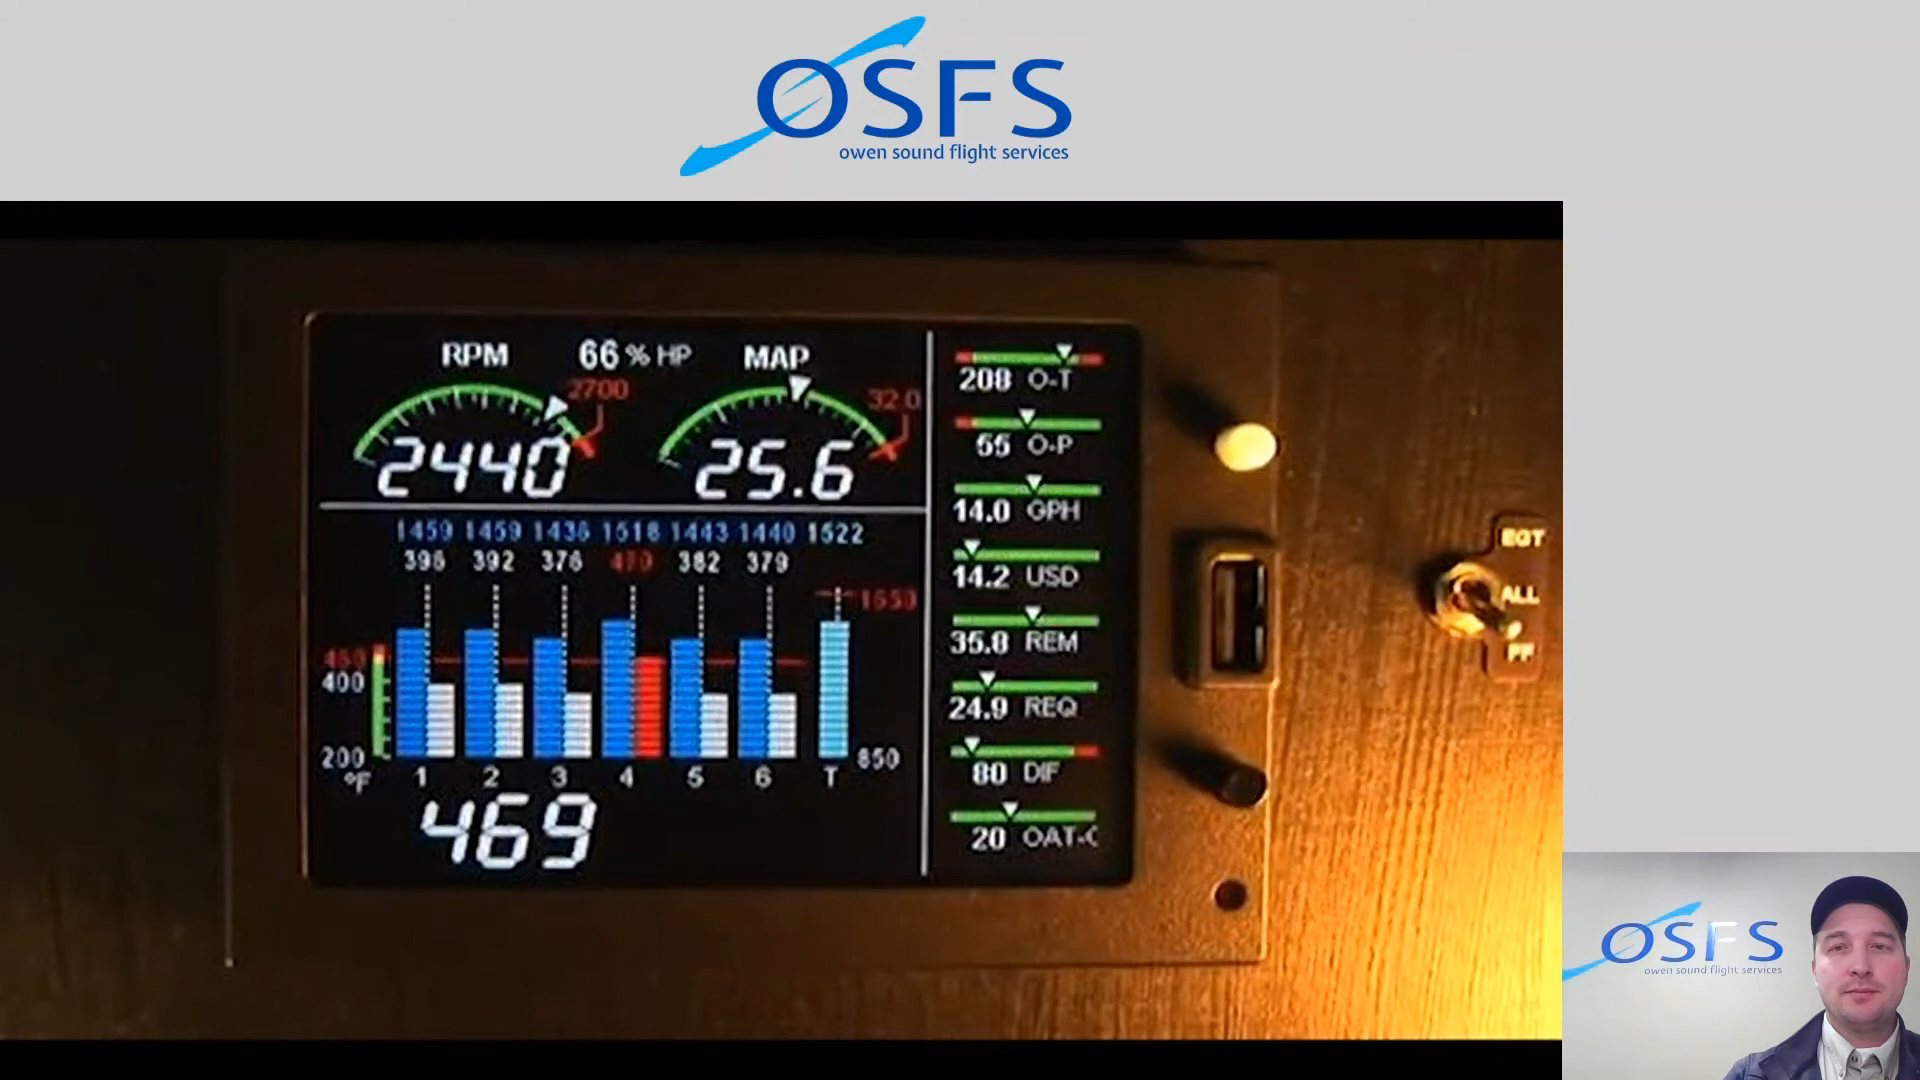 OSFS
owen sound flight services
RPM 66 % HP MAP
2700
32.0
2440
25.6
1459 1459 1436 1518 1443 1440 1522
396 392 376 470 382 379
1650
450
400
200
°F
850
1 2 3 4 5 6 T
469
208 O-T
55 O-P
14.0 GPH
14.2 USD
35.8 REM
24.9 REQ
80 DIF
20 OAT-C
EGT
ALL
FF
OSFS
owen sound flight services